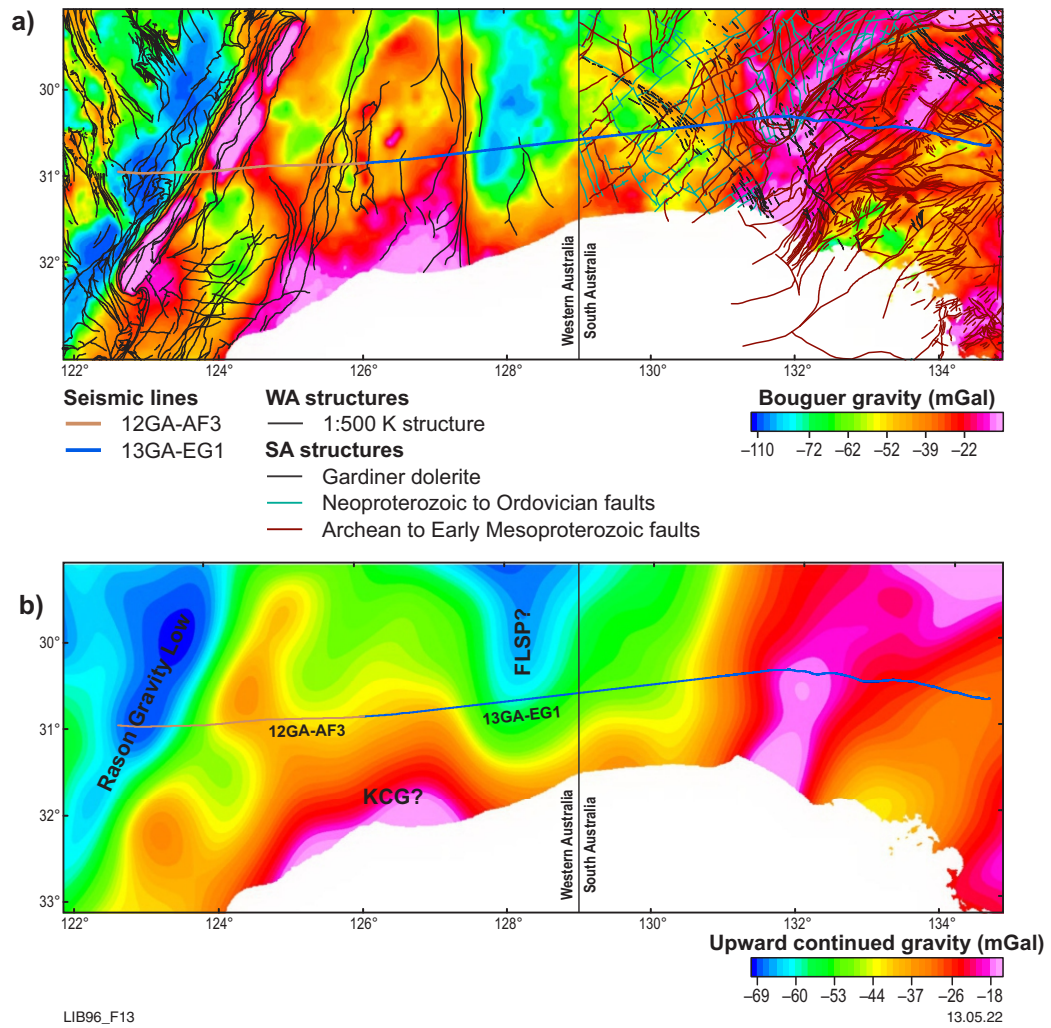 a)
30°
31°
32°
Western Australia
South Australia
122 124° 126° 128° 130° 132° 134°
Seismic lines
12GA-AF3
13GA-EG1
WA structures
1:500 K structure
SA structures
Gardiner dolerite
Neoproterozoic to Ordovician faults
Archean to Early Mesoproterozoic faults
Bouguer gravity (mGal)
–110 –72 –62 –52 –39 –22
b)
30°
31°
32°
33°
Rason Gravity Low
FLSP?
12GA-AF3
13GA-EG1
KCG?
Western Australia
South Australia
122° 124° 126° 128° 130° 132° 134°
Upward continued gravity (mGal)
–69 –60 –53 –44 –37 –26 –18
LIB96_F13
13.05.22